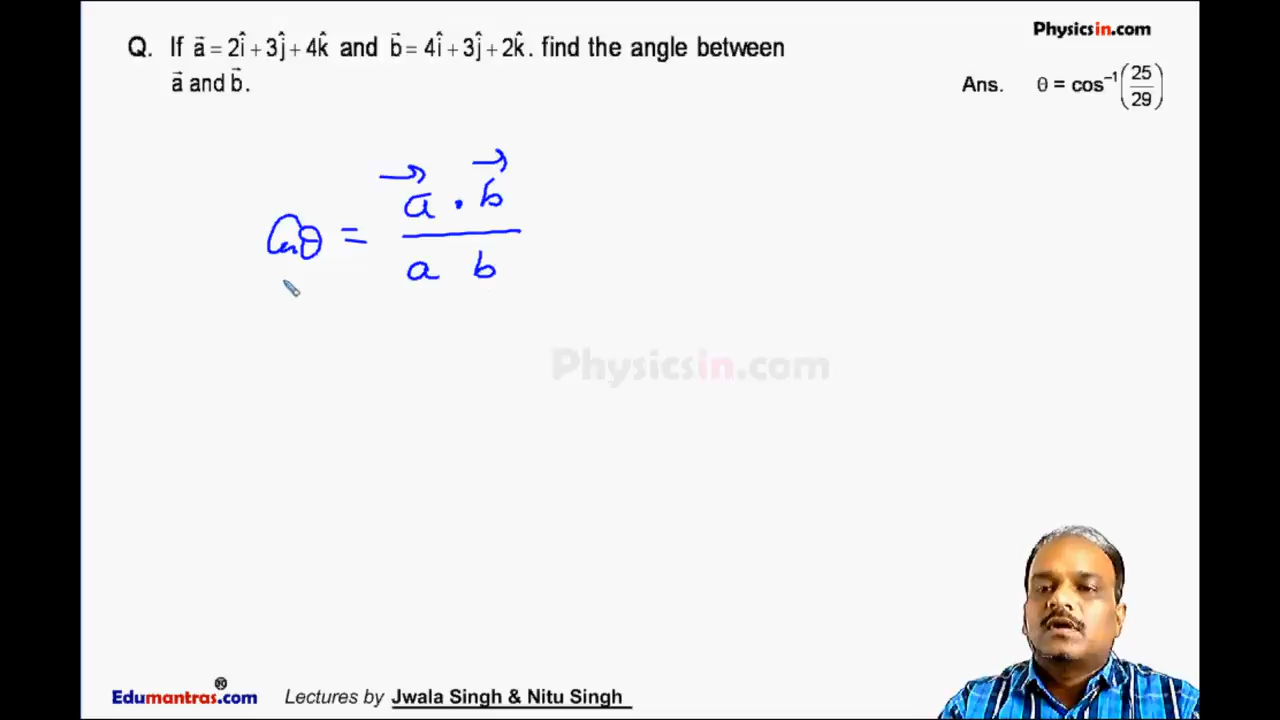 Physicsin.com
Q. If a⃗ = 2î + 3ĵ + 4k̂ and b⃗ = 4î + 3ĵ + 2k̂. find the angle between
a⃗ and b⃗.
Ans. θ = cos⁻¹(25/29)
Cosθ = a⃗ · b⃗ / a b
Physicsin.com
Edumantras.com ® Lectures by Jwala Singh & Nitu Singh